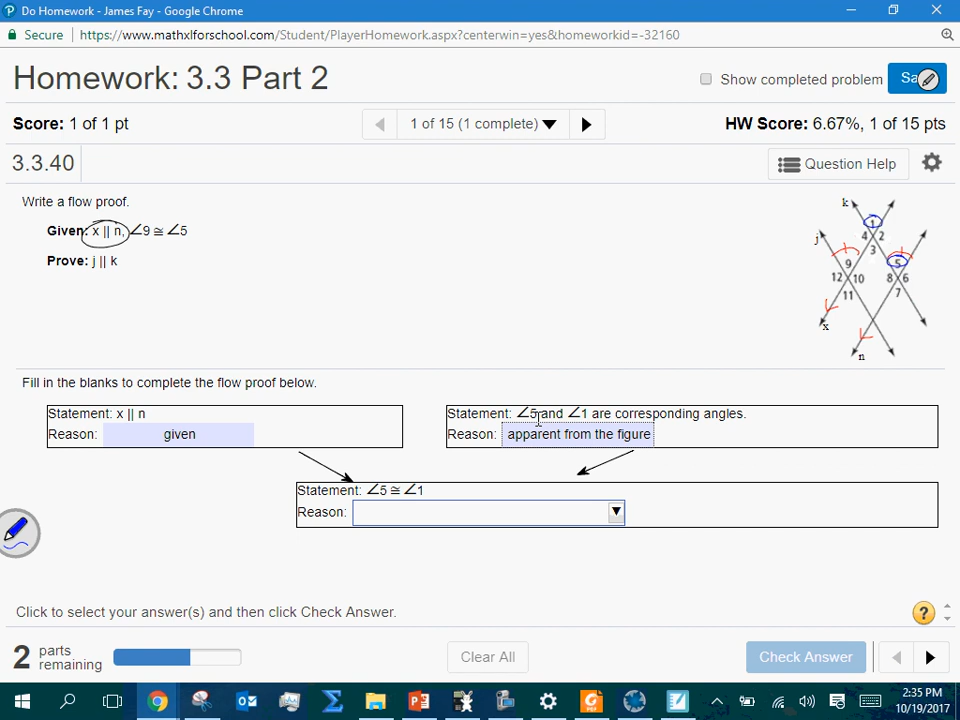 Do Homework - James Fay - Google Chrome
Secure | https://www.mathxlforschool.com/Student/PlayerHomework.aspx?centerwin=yes&homeworkid=-32160
Homework: 3.3 Part 2
Show completed problem
Score: 1 of 1 pt
1 of 15 (1 complete)
HW Score: 6.67%, 1 of 15 pts
3.3.40
Question Help
Write a flow proof.
Given: x || n, ∠9 ≅ ∠5
Prove: j || k
k
1
4 2
3
j
9
5
12 10
8 6
11
7
x
n
Fill in the blanks to complete the flow proof below.
Statement: x || n
Reason: given
Statement: ∠5 and ∠1 are corresponding angles.
Reason: apparent from the figure
Statement: ∠5 ≅ ∠1
Reason:
Click to select your answer(s) and then click Check Answer.
?
2 parts remaining
Clear All
Check Answer
2:35 PM
10/19/2017